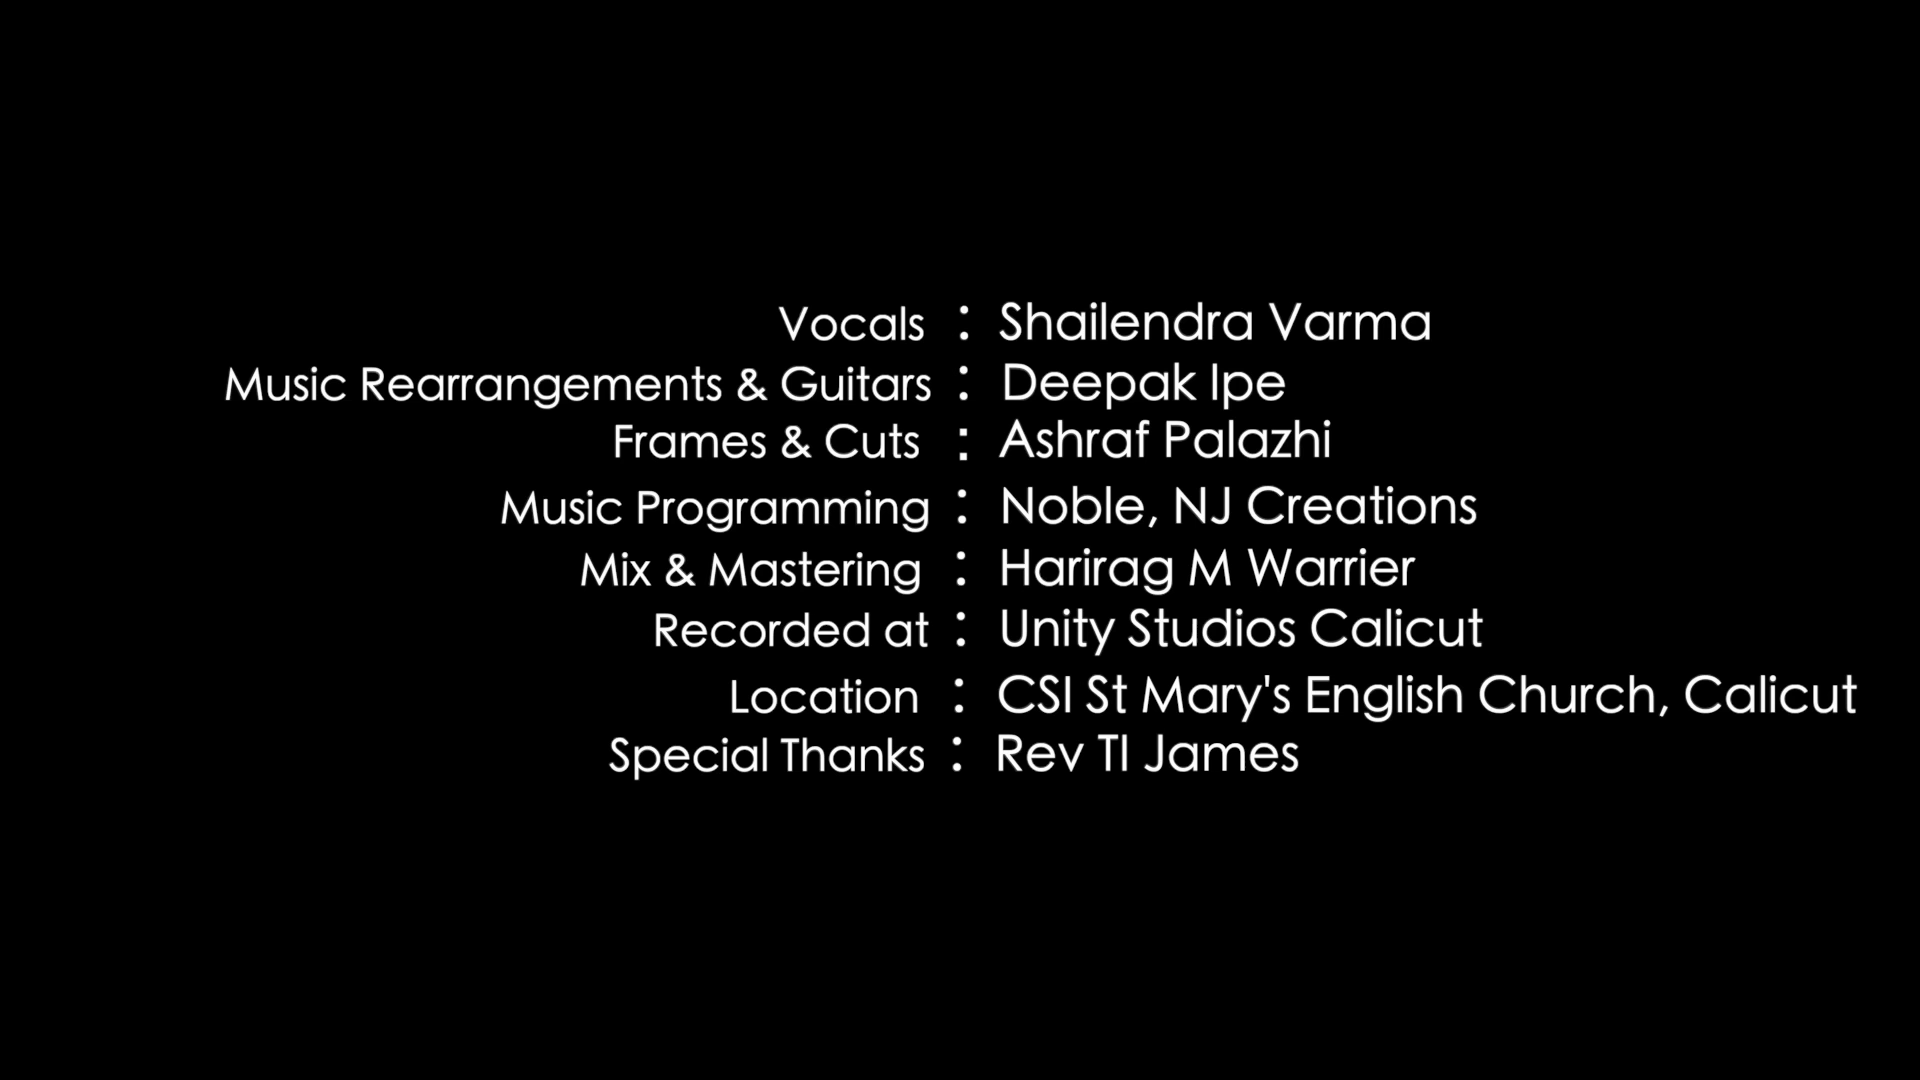 Vocals : Shailendra Varma
Music Rearrangements & Guitars : Deepak Ipe
Frames & Cuts : Ashraf Palazhi
Music Programming : Noble, NJ Creations
Mix & Mastering : Harirag M Warrier
Recorded at : Unity Studios Calicut
Location : CSI St Mary's English Church, Calicut
Special Thanks : Rev TI James